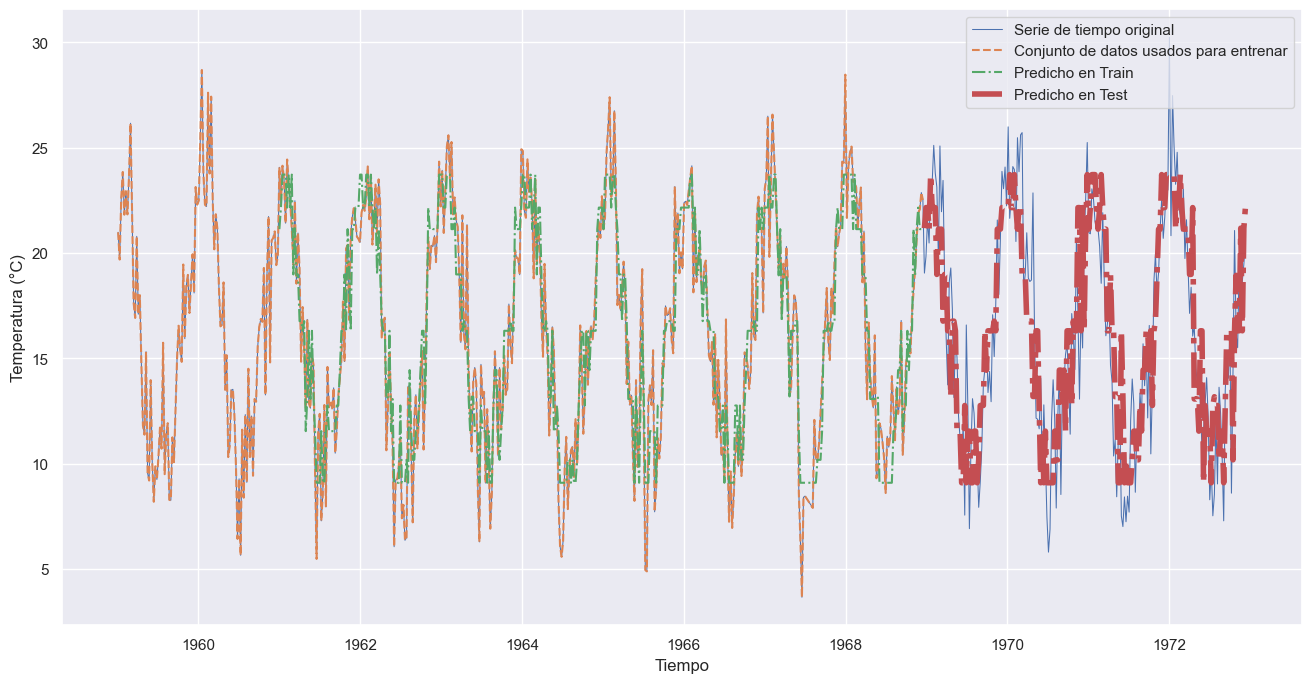 Serie de tiempo original
Conjunto de datos usados para entrenar
Predicho en Train
Predicho en Test
Temperatura (°C)
30
25
20
15
10
5
1960 1962 1964 1966 1968 1970 1972
Tiempo